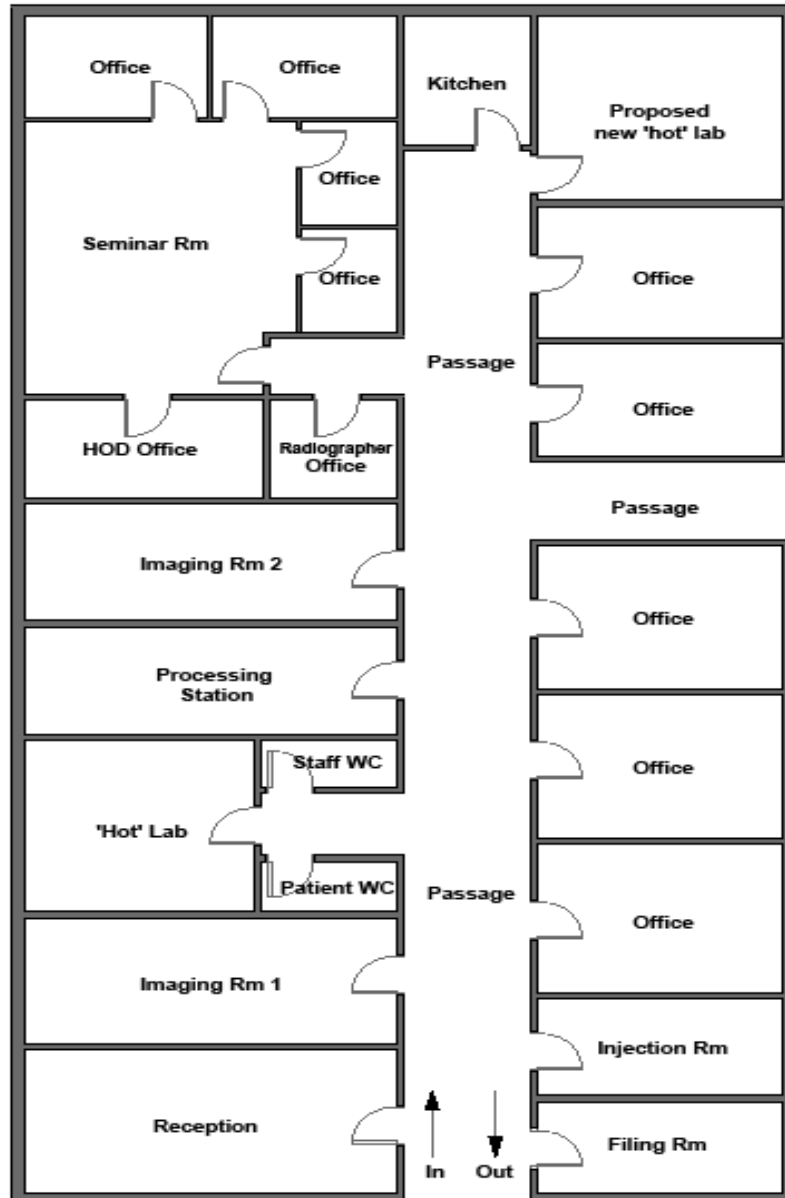 Office
Office
Kitchen
Proposed
new 'hot' lab
Office
Seminar Rm
Office
Office
Passage
Office
HOD Office
Radiographer
Office
Passage
Imaging Rm 2
Office
Processing
Station
Staff WC
Office
'Hot' Lab
Patient WC
Passage
Office
Imaging Rm 1
Injection Rm
Reception
Filing Rm
In
Out